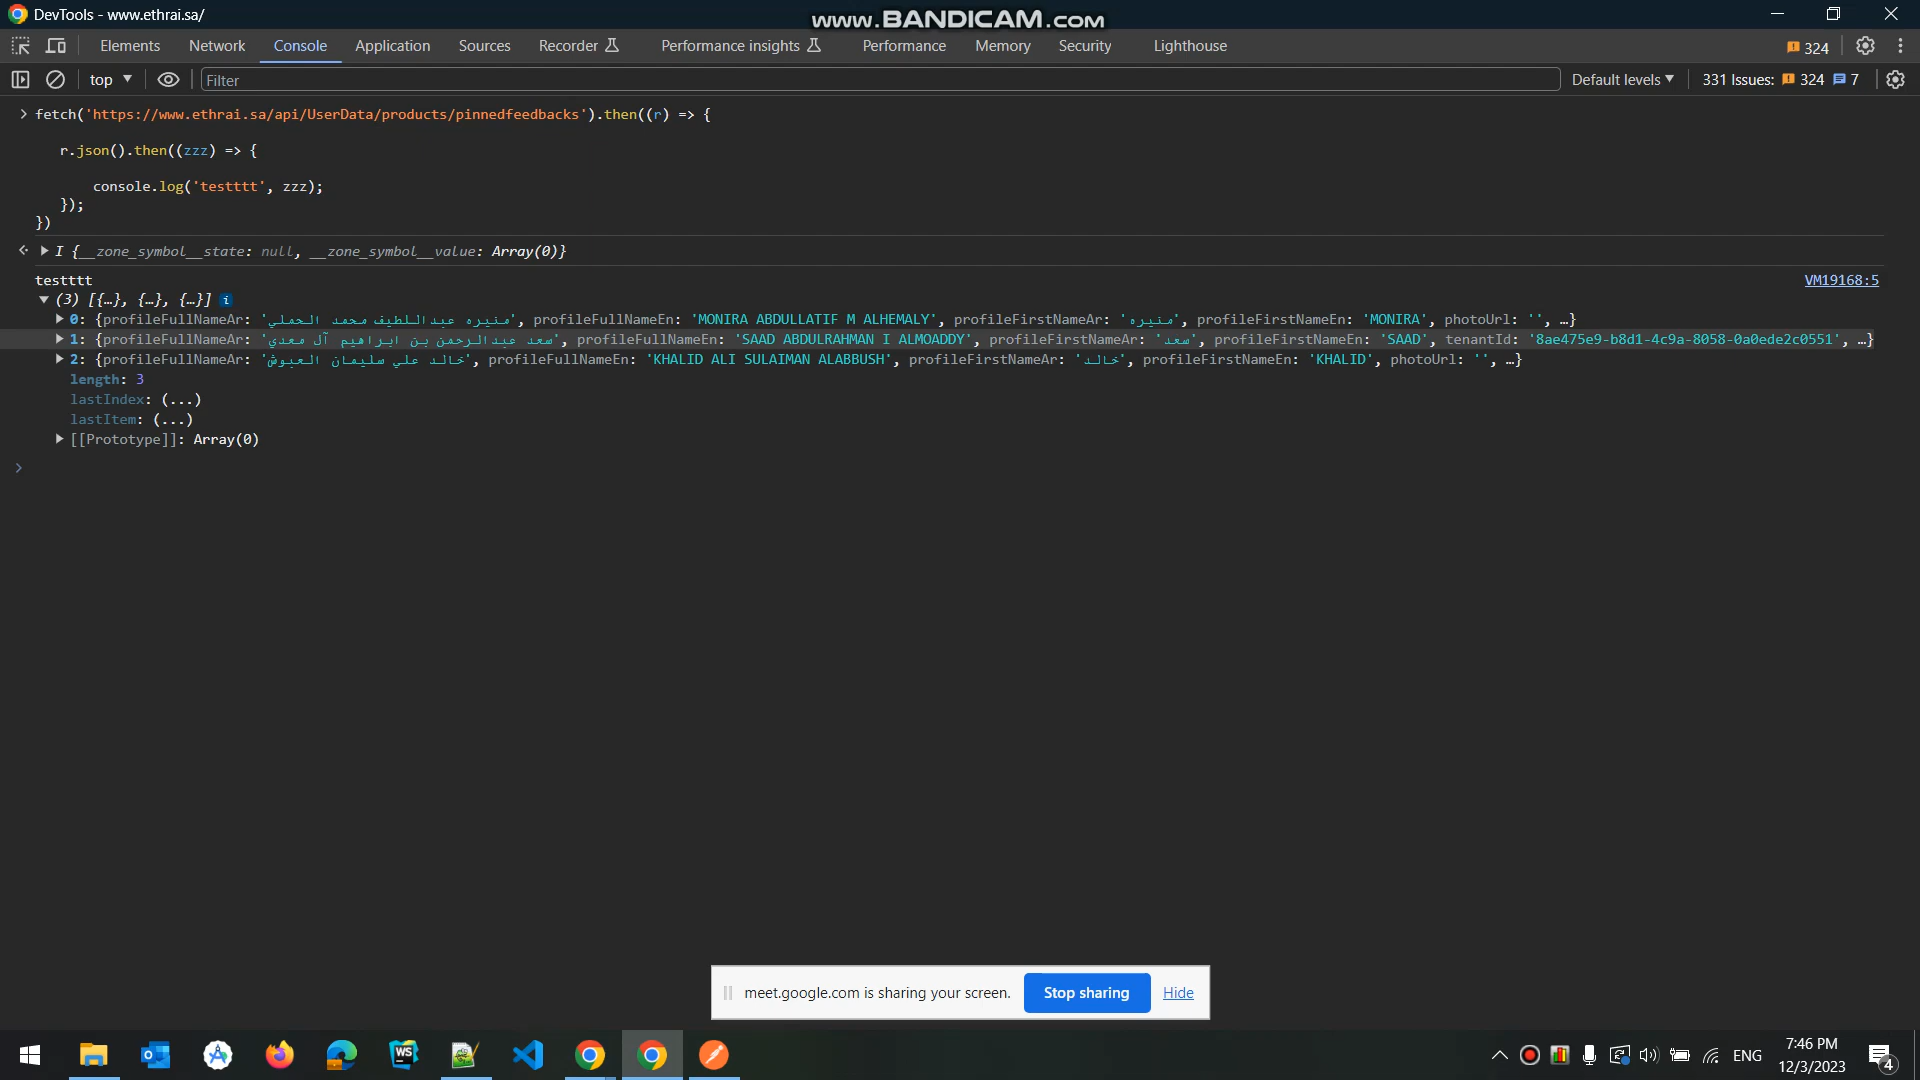 DevTools - www.ethrai.sa/
www.BANDICAM.com
Elements Network Console Application Sources Recorder Performance insights Performance Memory Security Lighthouse 324
top Filter Default levels 331 Issues: 324 7
fetch('https://www.ethrai.sa/api/UserData/products/pinnedfeedbacks').then((r) => {
r.json().then((zzz) => {
console.log('testttt', zzz);
});
})
I {__zone_symbol__state: null, __zone_symbol__value: Array(0)}
testttt VM19168:5
(3) [{…}, {…}, {…}] i
0: {profileFullNameAr: 'منيره عبداللطيف محمد الحملي', profileFullNameEn: 'MONIRA ABDULLATIF M ALHEMALY', profileFirstNameAr: 'منيره', profileFirstNameEn: 'MONIRA', photoUrl: '', …}
1: {profileFullNameAr: 'سعد عبدالرحمن بن ابراهيم آل معدي', profileFullNameEn: 'SAAD ABDULRAHMAN I ALMOADDY', profileFirstNameAr: 'سعد', profileFirstNameEn: 'SAAD', tenantId: '8ae475e9-b8d1-4c9a-8058-0a0ede2c0551', …}
2: {profileFullNameAr: 'خالد علي سليمان العبوش', profileFullNameEn: 'KHALID ALI SULAIMAN ALABBUSH', profileFirstNameAr: 'خالد', profileFirstNameEn: 'KHALID', photoUrl: '', …}
length: 3
lastIndex: (...)
lastItem: (...)
[[Prototype]]: Array(0)
meet.google.com is sharing your screen. Stop sharing Hide
WS
ENG
7:46 PM
12/3/2023
4